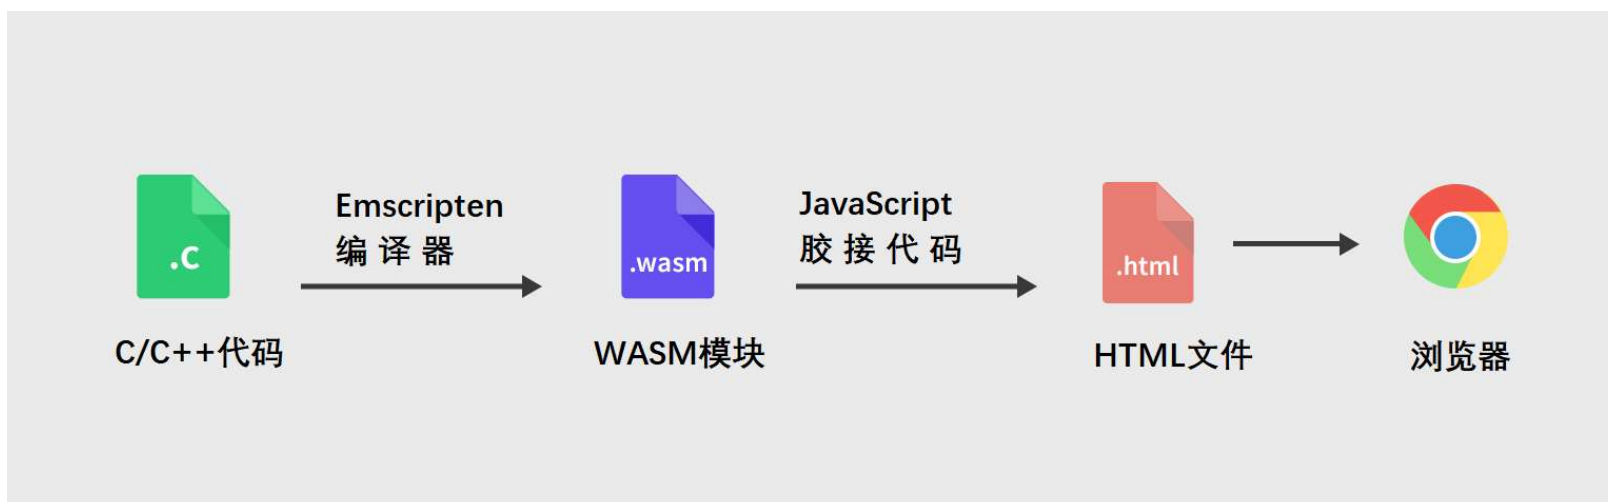 Emscripten
编译器
.c
C/C++代码
.wasm
WASM模块
JavaScript
胶接代码
.html
HTML文件
浏览器